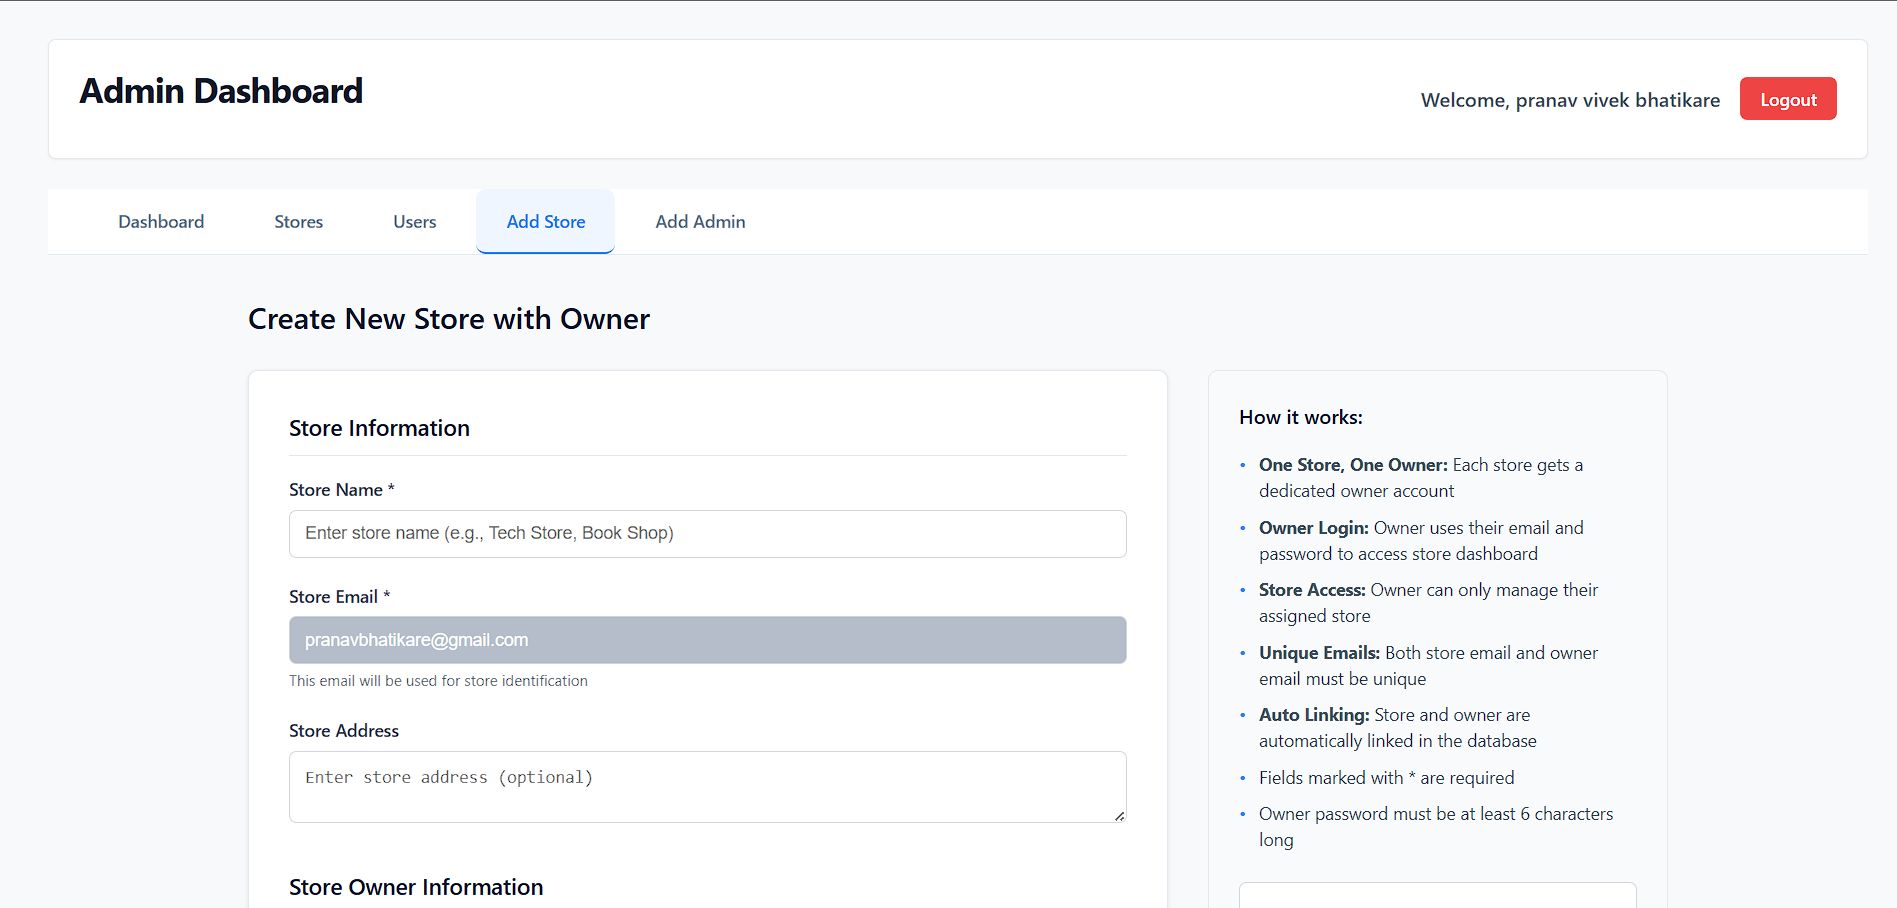 Admin Dashboard
Welcome, pranav vivek bhatikare
Logout
Dashboard
Stores
Users
Add Store
Add Admin
Create New Store with Owner
Store Information
Store Name *
Enter store name (e.g., Tech Store, Book Shop)
Store Email *
pranavbhatikare@gmail.com
This email will be used for store identification
Store Address
Enter store address (optional)
Store Owner Information
How it works:
• One Store, One Owner: Each store gets a
dedicated owner account
• Owner Login: Owner uses their email and
password to access store dashboard
• Store Access: Owner can only manage their
assigned store
• Unique Emails: Both store email and owner
email must be unique
• Auto Linking: Store and owner are
automatically linked in the database
• Fields marked with * are required
• Owner password must be at least 6 characters
long